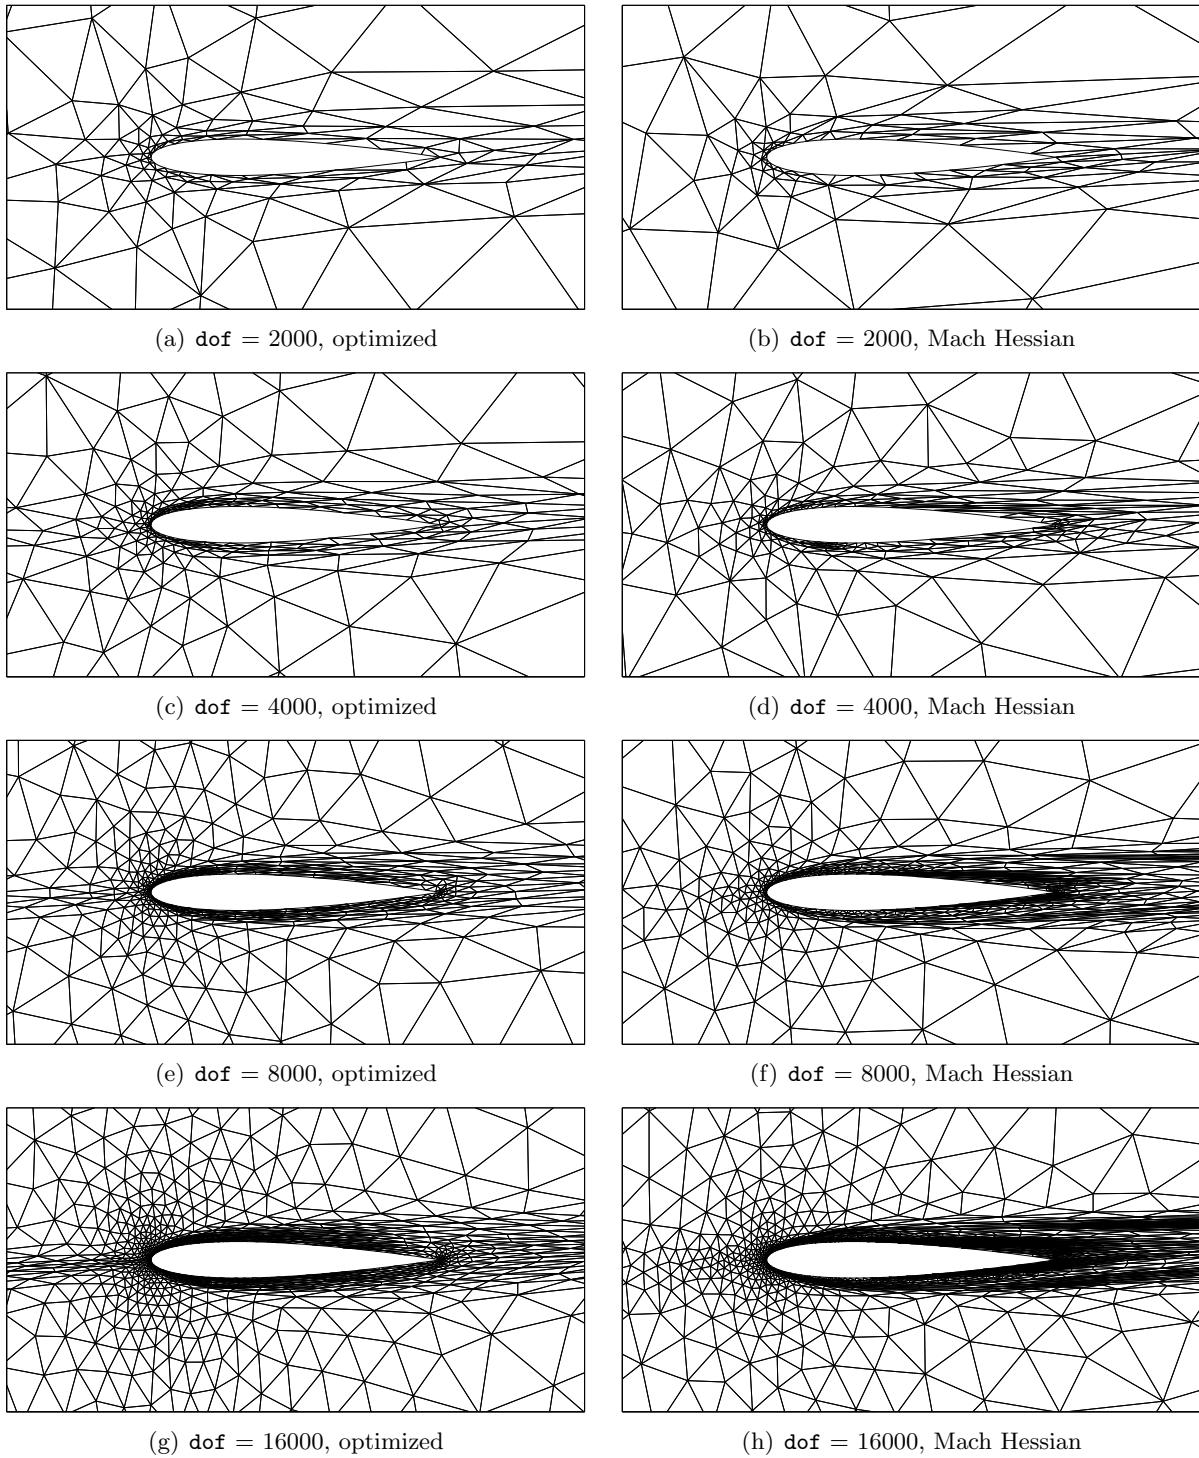 (a) dof = 2000, optimized
(b) dof = 2000, Mach Hessian
(c) dof = 4000, optimized
(d) dof = 4000, Mach Hessian
(e) dof = 8000, optimized
(f) dof = 8000, Mach Hessian
(g) dof = 16000, optimized
(h) dof = 16000, Mach Hessian